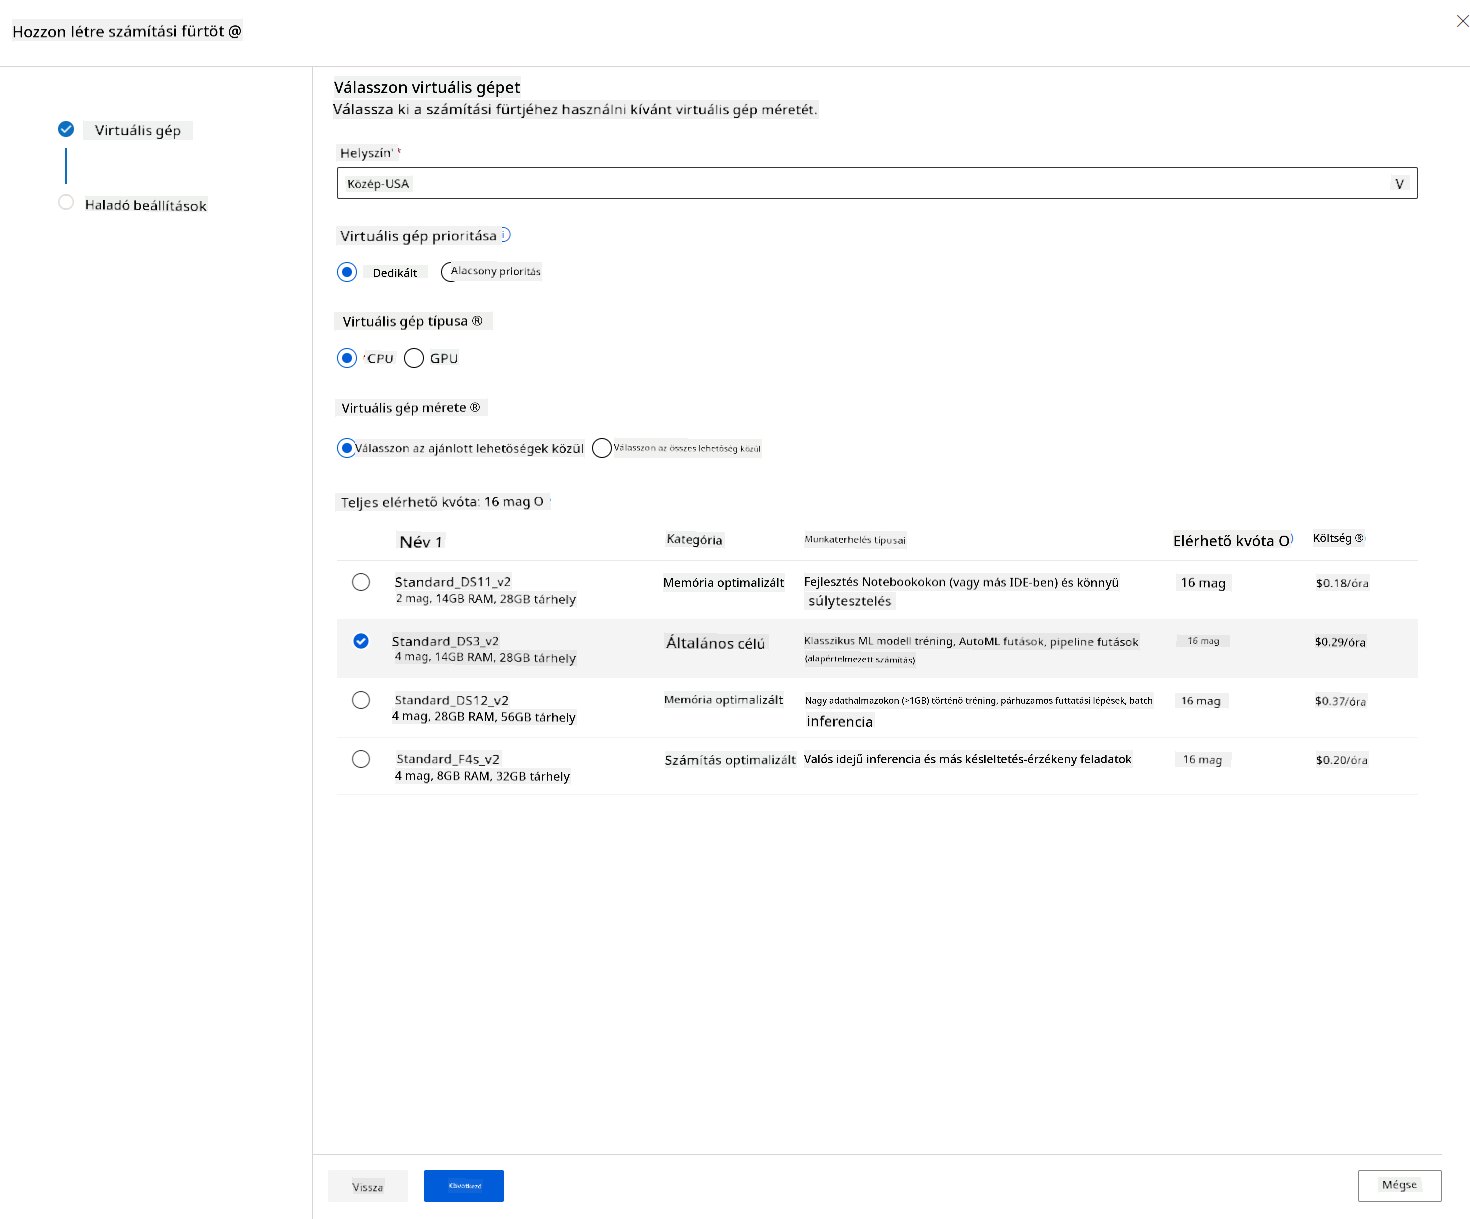 Hozzon létre számítási fürtöt @
Virtuális gép
Haladó beállítások
Válasszon virtuális gépet
Válassza ki a számítási fürtjéhez használni kívánt virtuális gép méretét.
Helyszín' *
Közép-USA V
Virtuális gép prioritása i
Dedikált Alacsony prioritás
Virtuális gép típusa ®
CPU GPU
Virtuális gép mérete ®
Válasszon az ajánlott lehetőségek közül Válasszon az összes lehetőség közül
Teljes elérhető kvóta: 16 mag O
Név 1 Kategória Munkaterhelés típusai Elérhető kvóta O Költség ®
Standard_DS11_v2 Memória optimalizált Fejlesztés Notebookokon (vagy más IDE-ben) és könnyű 16 mag $0.18/óra
2 mag, 14GB RAM, 28GB tárhely súlytesztelés
Standard_DS3_v2 Általános célú Klasszikus ML modell tréning, AutoML futások, pipeline futások 16 mag $0.29/óra
4 mag, 14GB RAM, 28GB tárhely (alapértelmezett számítás)
Standard_DS12_v2 Memória optimalizált Nagy adathalmazokon (>1GB) történő tréning, párhuzamos futtatási lépések, batch 16 mag $0.37/óra
4 mag, 28GB RAM, 56GB tárhely inferencia
Standard_F4s_v2 Számítás optimalizált Valós idejű inferencia és más késleltetés-érzékeny feladatok 16 mag $0.20/óra
4 mag, 8GB RAM, 32GB tárhely
Vissza Következő Mégse